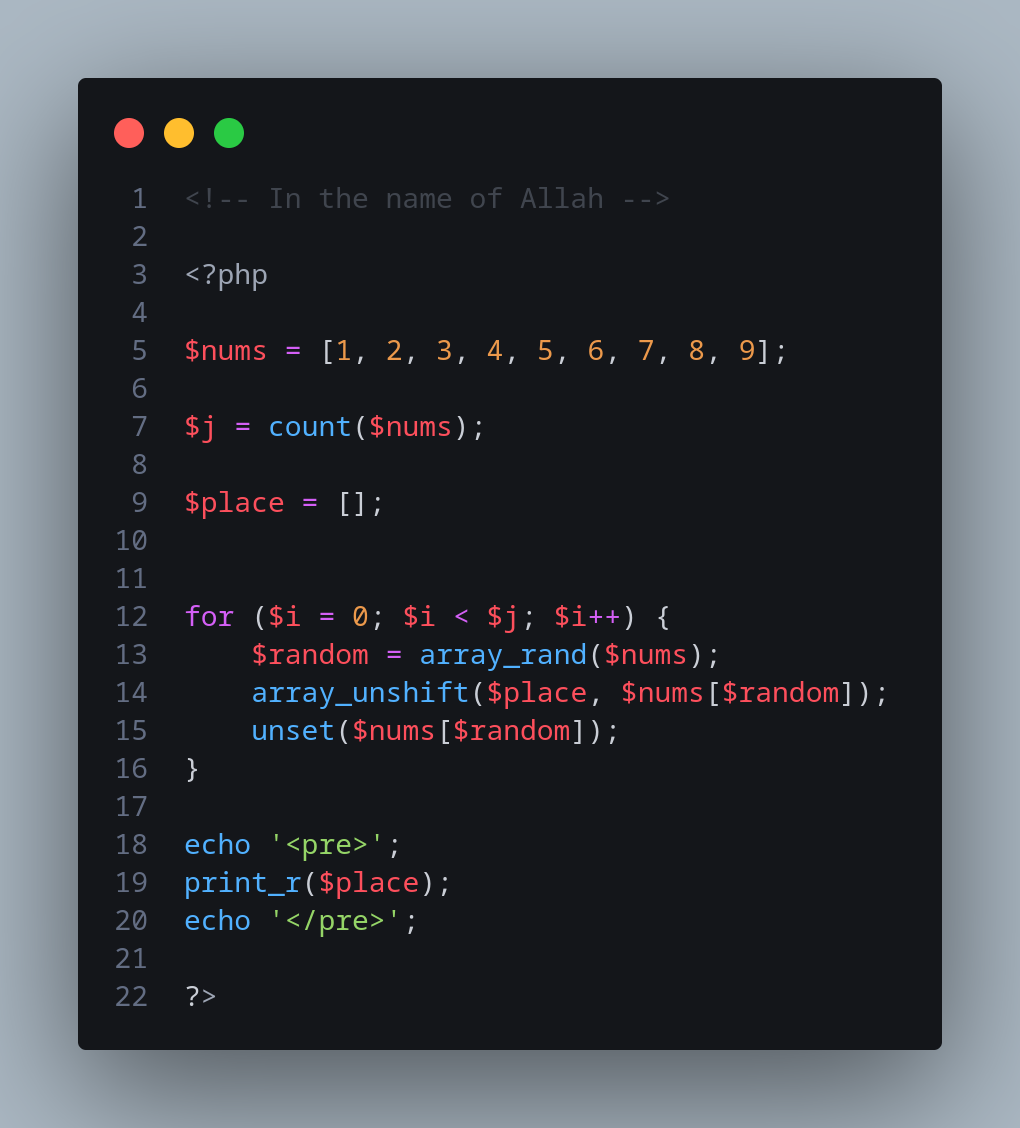 1 <!-- In the name of Allah -->
2
3 <?php
4
5 $nums = [1, 2, 3, 4, 5, 6, 7, 8, 9];
6
7 $j = count($nums);
8
9 $place = [];
10
11
12 for ($i = 0; $i < $j; $i++) {
13     $random = array_rand($nums);
14     array_unshift($place, $nums[$random]);
15     unset($nums[$random]);
16 }
17
18 echo '<pre>';
19 print_r($place);
20 echo '</pre>';
21
22 ?>